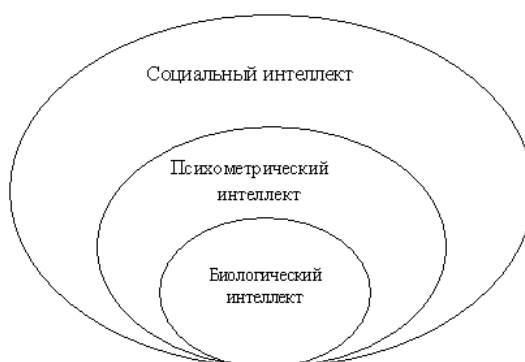 Социальный интеллект
Психометрический
интеллект
Биологический
интеллект